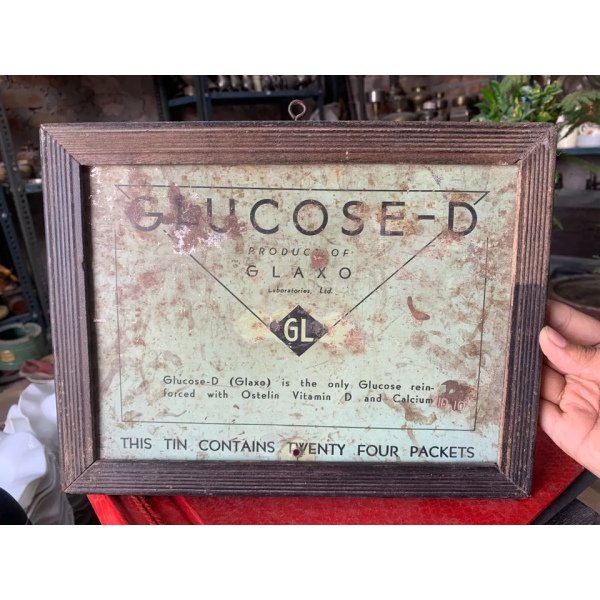 GLUCOSE-D
PRODUCT OF
GLAXO
Laboratories, Ltd.
GL
Glucose-D (Glaxo) is the only Glucose rein-
forced with Ostelin Vitamin D and Calcium
THIS TIN CONTAINS TWENTY FOUR PACKETS